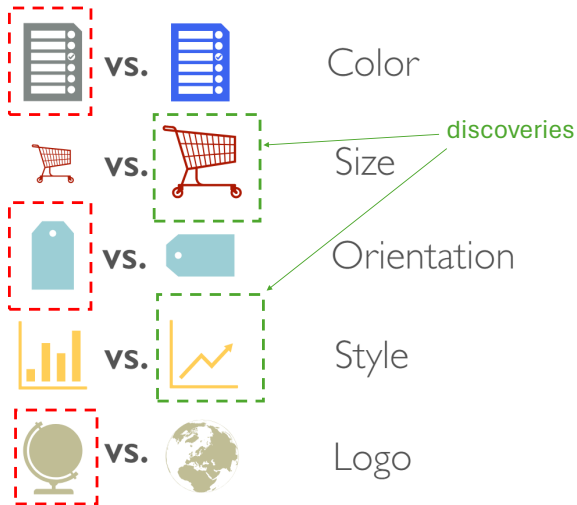 vs. Color
discoveries
vs. Size
vs. Orientation
vs. Style
vs. Logo